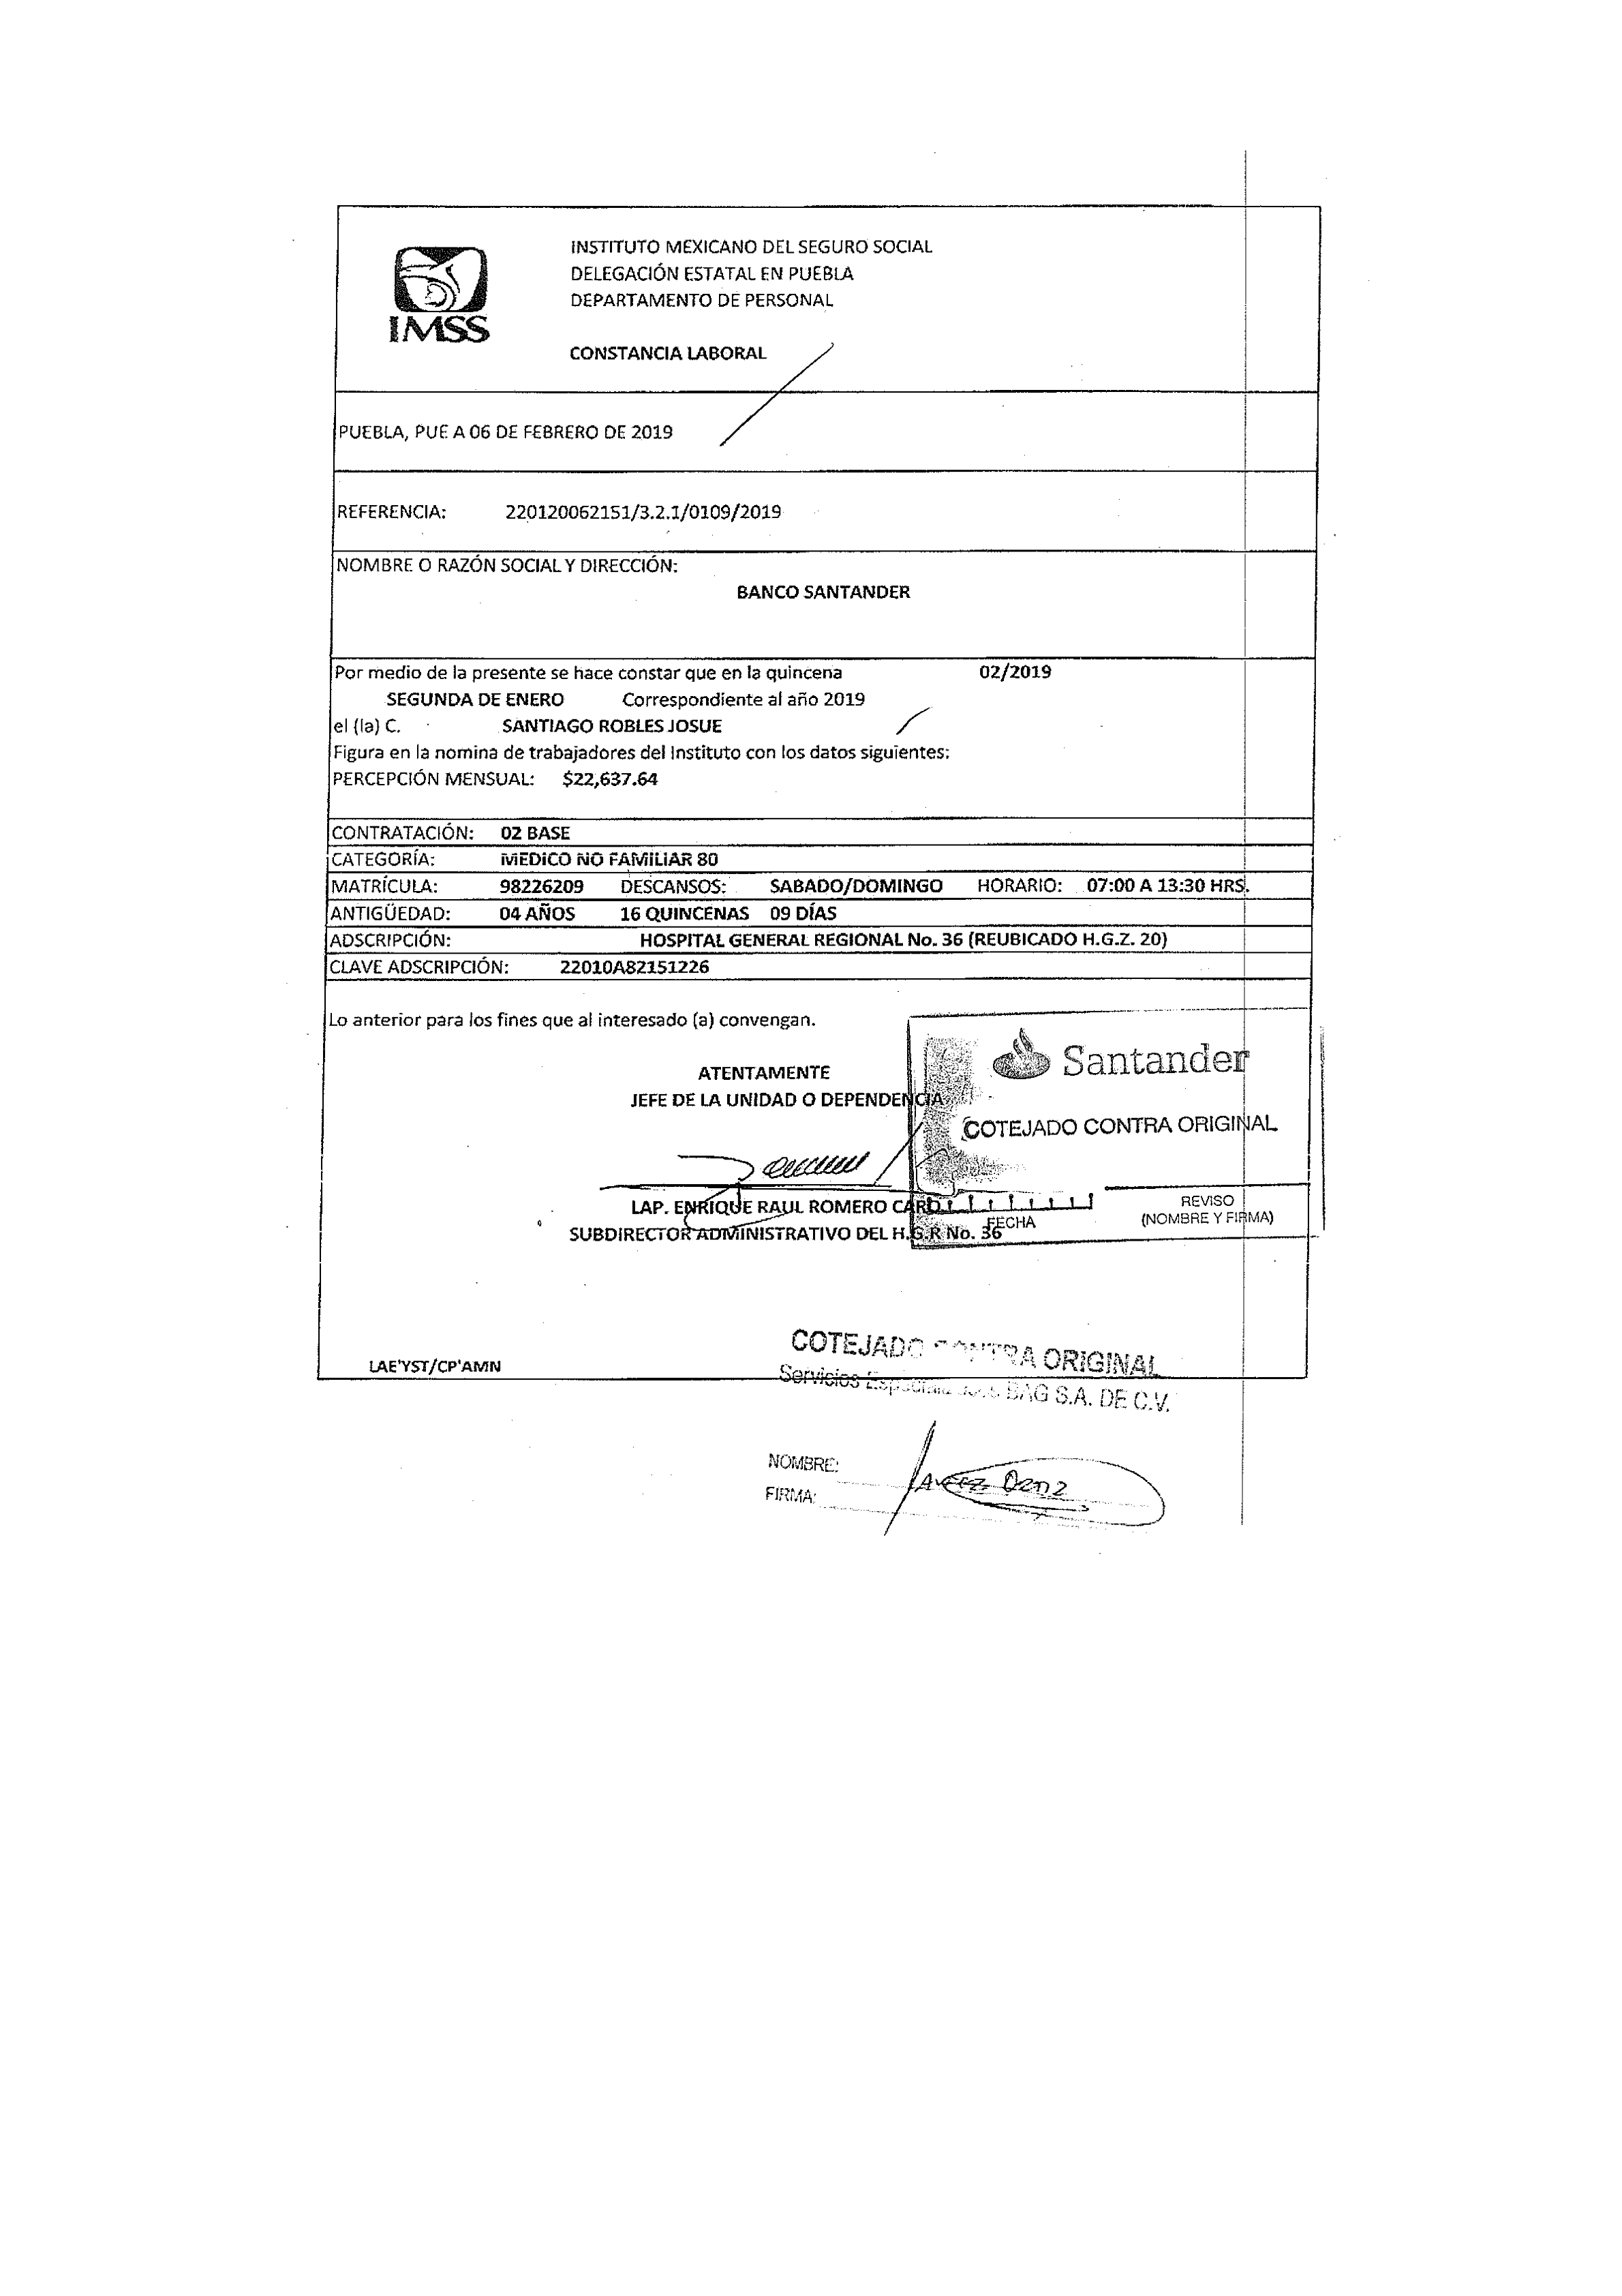 INSTITUTO MEXICANO DEL SEGURO SOCIAL
DELEGACIÓN ESTATAL EN PUEBLA
DEPARTAMENTO DE PERSONAL
IMSS
CONSTANCIA LABORAL
PUEBLA, PUE A 06 DE FEBRERO DE 2019
REFERENCIA: 220120062151/3.2.1/0109/2019
NOMBRE O RAZÓN SOCIAL Y DIRECCIÓN:
BANCO SANTANDER
Por medio de la presente se hace constar que en la quincena 02/2019
SEGUNDA DE ENERO Correspondiente al año 2019
el (la) C. SANTIAGO ROBLES JOSUE
Figura en la nomina de trabajadores del Instituto con los datos siguientes:
PERCEPCIÓN MENSUAL: $22,637.64
CONTRATACIÓN: 02 BASE
CATEGORÍA: MEDICO NO FAMILIAR 80
MATRÍCULA: 98226209 DESCANSOS: SABADO/DOMINGO HORARIO: 07:00 A 13:30 HRS.
ANTIGÜEDAD: 04 AÑOS 16 QUINCENAS 09 DÍAS
ADSCRIPCIÓN: HOSPITAL GENERAL REGIONAL No. 36 (REUBICADO H.G.Z. 20)
CLAVE ADSCRIPCIÓN: 22010A82151226
Lo anterior para los fines que al interesado (a) convengan.
Santander
ATENTAMENTE
JEFE DE LA UNIDAD O DEPENDENCIA
COTEJADO CONTRA ORIGINAL
LAP. ENRIQUE RAUL ROMERO
REVISO
(NOMBRE Y FIRMA)
FECHA
SUBDIRECTOR ADMINISTRATIVO DEL H.G.R No. 36
COTEJADO CONTRA ORIGINAL
LAE'YST/CP'AMN
Servicios BAG S.A. DE C.V.
NOMBRE:
FIRMA: